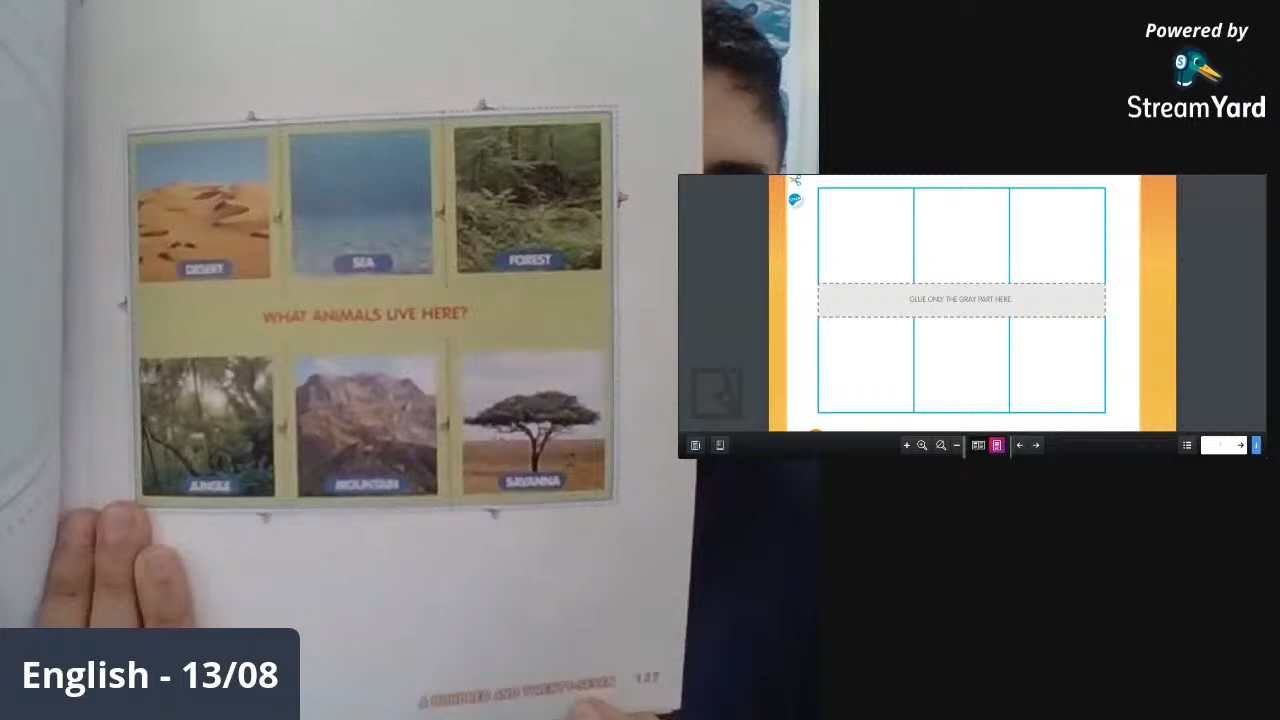 Powered by
StreamYard
DESERT
SEA
FOREST
WHAT ANIMALS LIVE HERE?
JUNGLE
MOUNTAIN
SAVANNA
A HUNDRED AND TWENTY-SEVEN 127
GLUE ONLY THE GRAY PART HERE.
English - 13/08